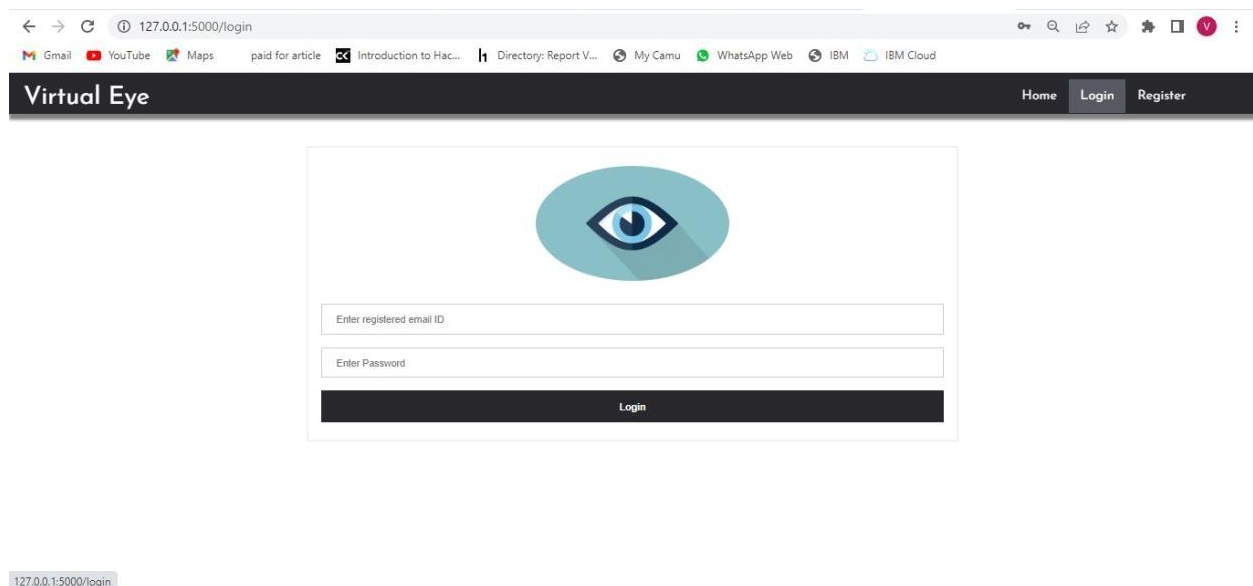 127.0.0.1:5000/login
Gmail YouTube Maps paid for article CK Introduction to Hac... h1 Directory: Report V... My Camu WhatsApp Web IBM IBM Cloud
Virtual Eye Home Login Register
Enter registered email ID
Enter Password
Login
127.0.0.1:5000/login